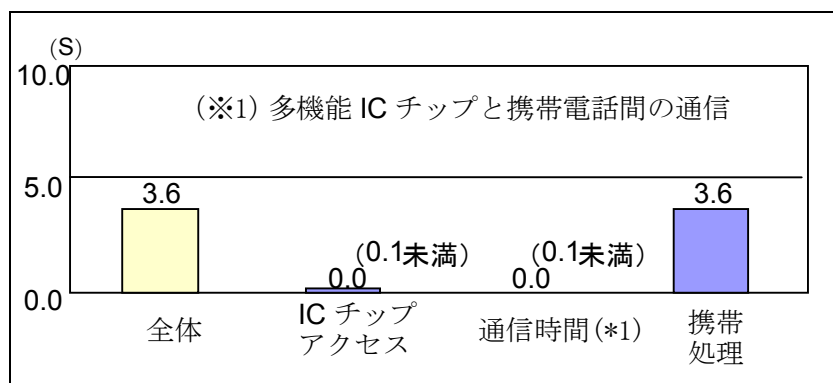 (S)
10.0
(※1) 多機能 IC チップと携帯電話間の通信
5.0
3.6
3.6
(0.1未満)
(0.1未満)
0.0
0.0
0.0
全体
IC チップ
アクセス
通信時間(*1)
携帯
処理